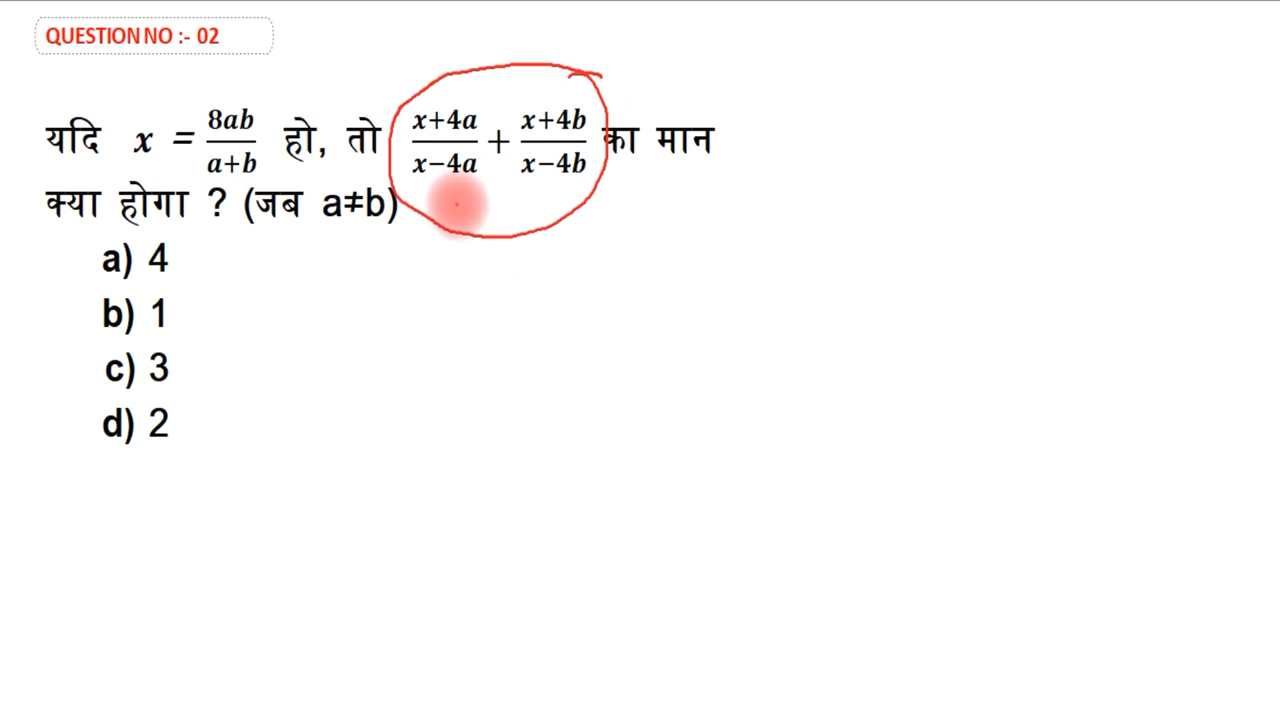 QUESTION NO :- 02
यदि x = 8ab/a+b हो, तो x+4a/x−4a + x+4b/x−4b का मान
क्या होगा ? (जब a≠b)
a) 4
b) 1
c) 3
d) 2